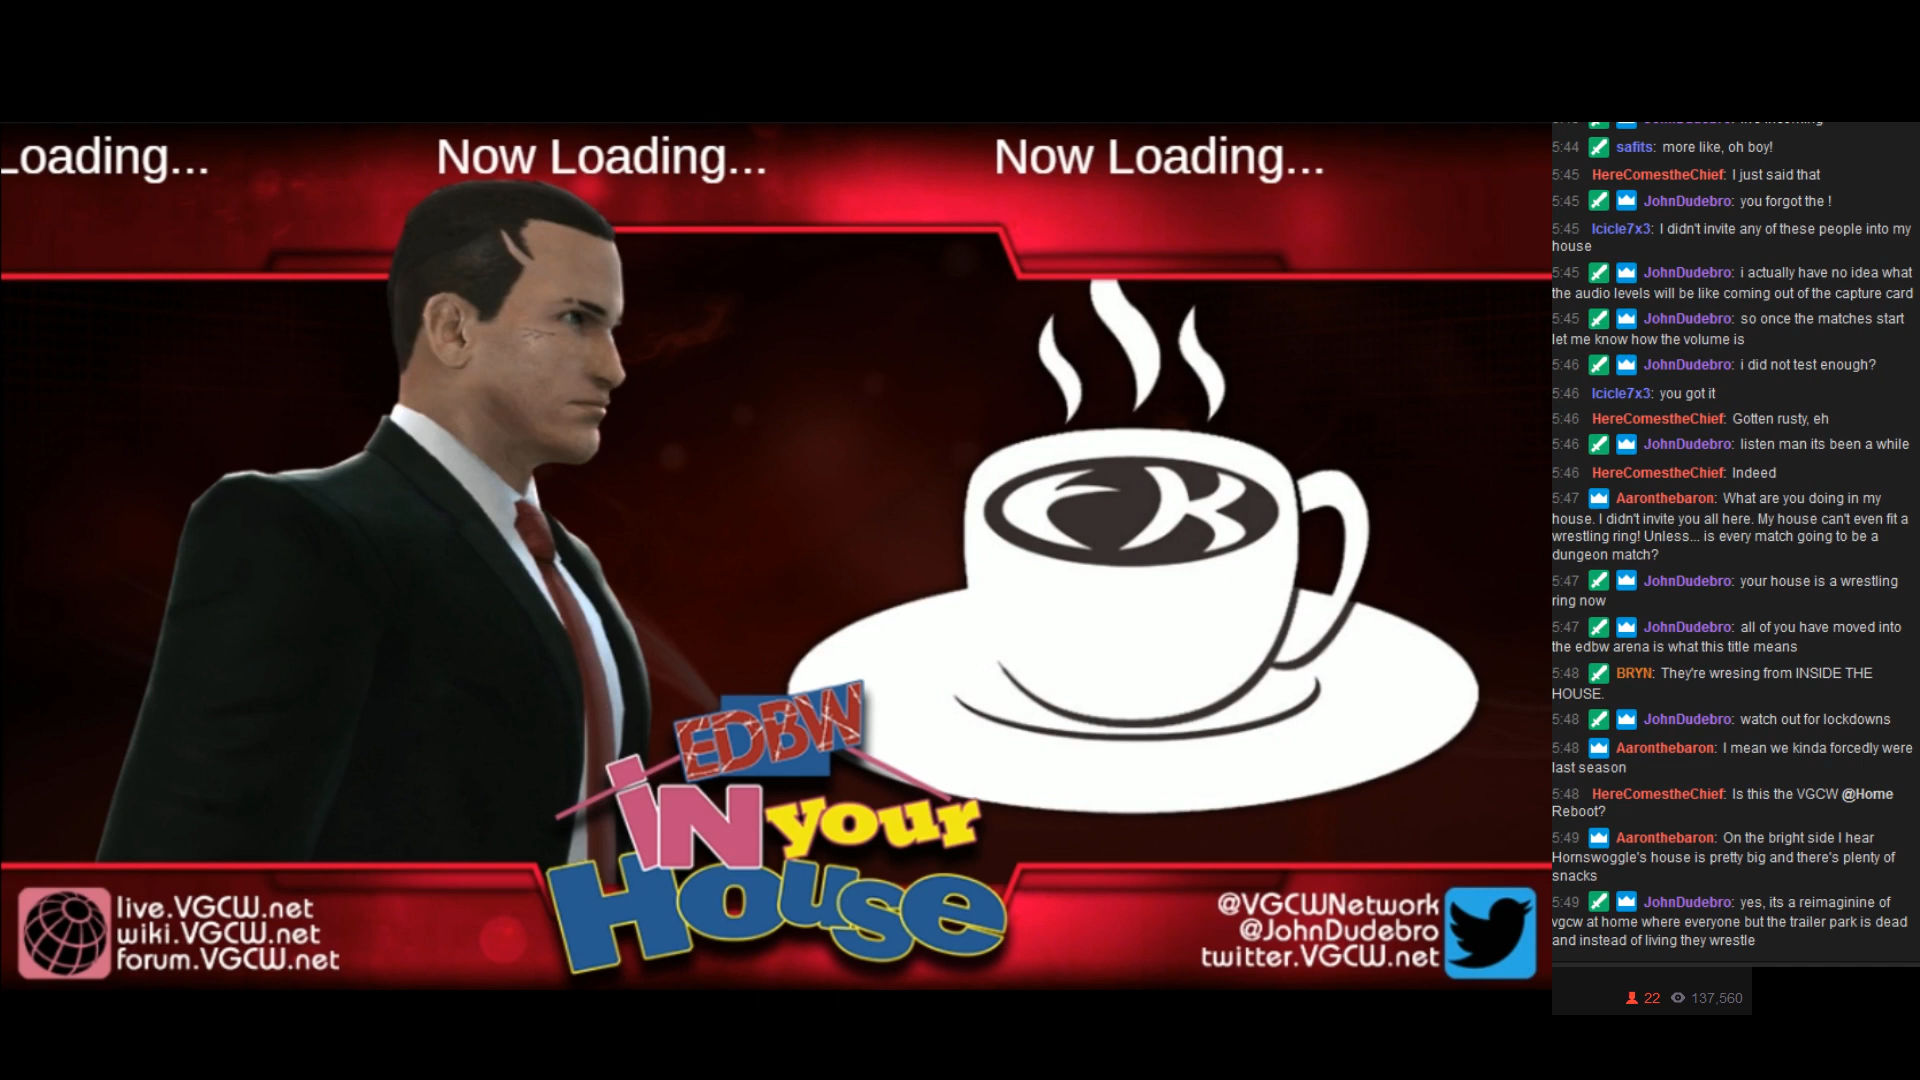 Loading...
Now Loading...
Now Loading...
EDBW
iN your
House
live.VGCW.net
wiki.VGCW.net
forum.VGCW.net
@VGCWNetwork
@JohnDudebro
twitter.VGCW.net
5:44 safits: more like, oh boy!
5:45 HereComestheChief: I just said that
5:45 JohnDudebro: you forgot the !
5:45 Icicle7x3: I didn't invite any of these people into my
house
5:45 JohnDudebro: i actually have no idea what
the audio levels will be like coming out of the capture card
5:45 JohnDudebro: so once the matches start
let me know how the volume is
5:46 JohnDudebro: i did not test enough?
5:46 Icicle7x3: you got it
5:46 HereComestheChief: Gotten rusty, eh
5:46 JohnDudebro: listen man its been a while
5:46 HereComestheChief: Indeed
5:47 Aaronthebaron: What are you doing in my
house. I didn't invite you all here. My house can't even fit a
wrestling ring! Unless... is every match going to be a
dungeon match?
5:47 JohnDudebro: your house is a wrestling
ring now
5:47 JohnDudebro: all of you have moved into
the edbw arena is what this title means
5:48 BRYN: They're wresing from INSIDE THE
HOUSE.
5:48 JohnDudebro: watch out for lockdowns
5:48 Aaronthebaron: I mean we kinda forcedly were
last season
5:48 HereComestheChief: Is this the VGCW @Home
Reboot?
5:49 Aaronthebaron: On the bright side I hear
Hornswoggle's house is pretty big and there's plenty of
snacks
5:49 JohnDudebro: yes, its a reimaginine of
vgcw at home where everyone but the trailer park is dead
and instead of living they wrestle
22 137,560